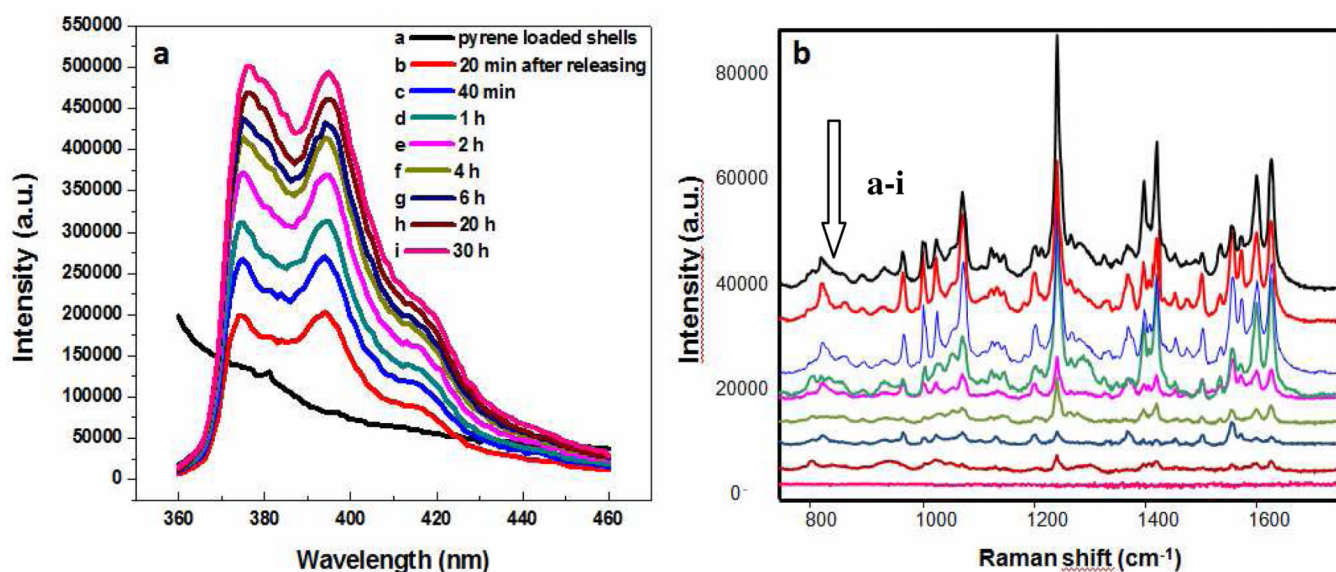 a
a pyrene loaded shells
b 20 min after releasing
c 40 min
d 1 h
e 2 h
f 4 h
g 6 h
h 20 h
i 30 h
550000
500000
450000
400000
350000
300000
250000
200000
150000
100000
50000
0
Intensity (a.u.)
360 380 400 420 440 460
Wavelength (nm)
b
a-i
80000
60000
40000
20000
0
Intensity (a.u.)
800 1000 1200 1400 1600
Raman shift (cm⁻¹)